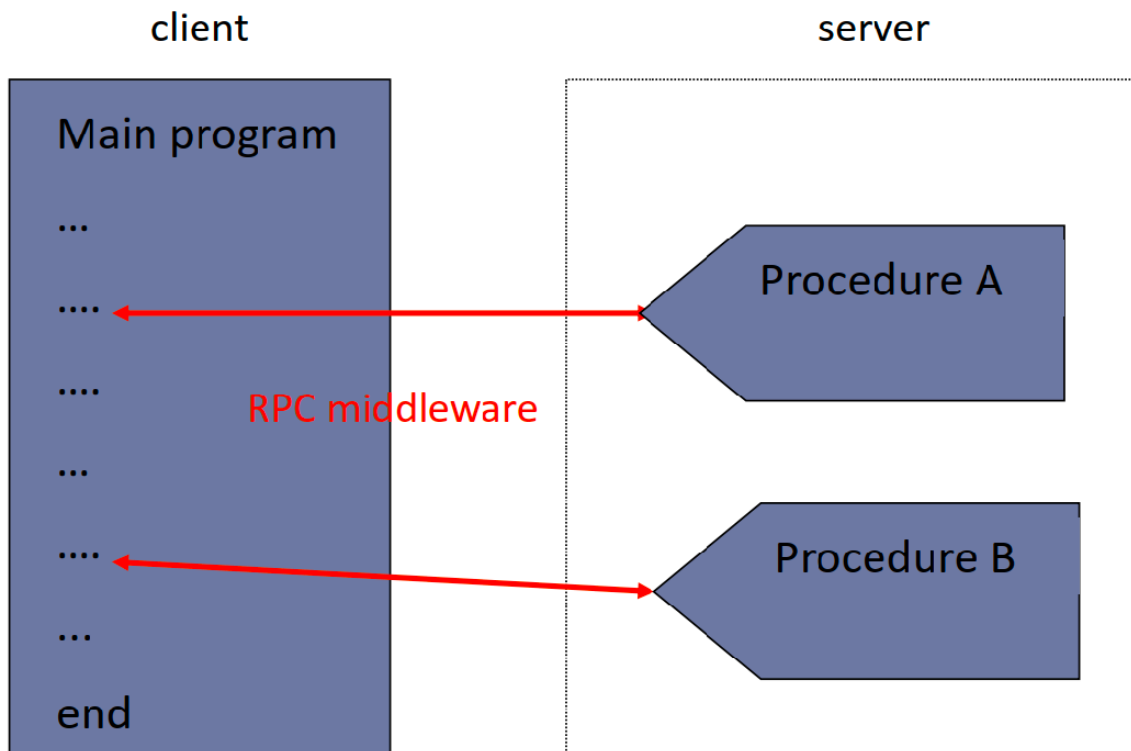 client
server
Main program
...
....
....
...
....
...
end
RPC middleware
Procedure A
Procedure B